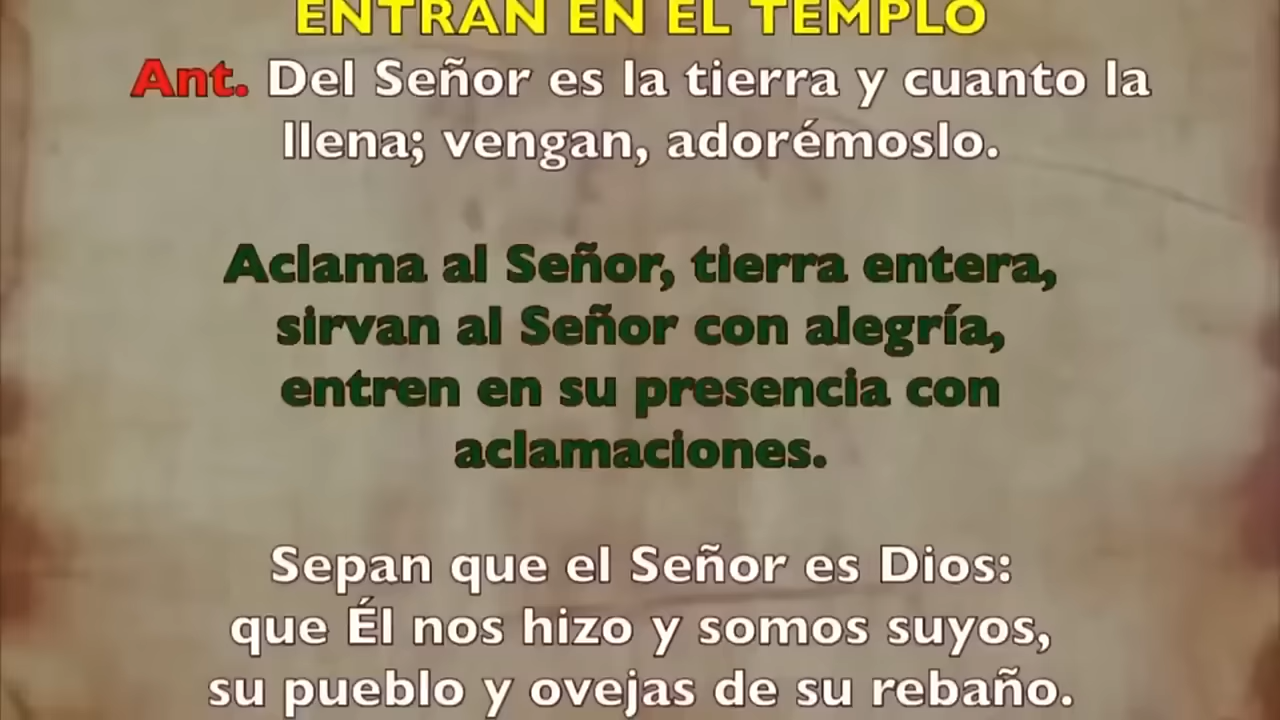 ENTRAN EN EL TEMPLO
Ant. Del Señor es la tierra y cuanto la
llena; vengan, adorémoslo.
Aclama al Señor, tierra entera,
sirvan al Señor con alegría,
entren en su presencia con
aclamaciones.
Sepan que el Señor es Dios:
que Él nos hizo y somos suyos,
su pueblo y ovejas de su rebaño.